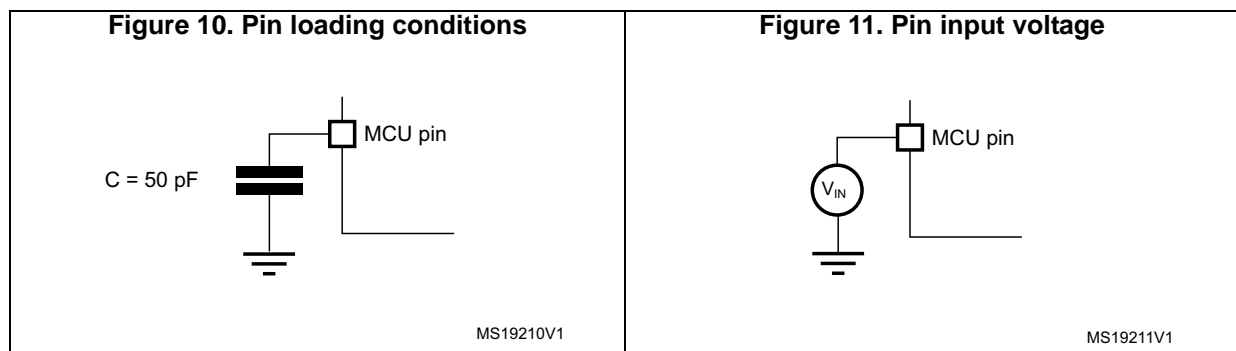 Figure 10. Pin loading conditions
MCU pin
C = 50 pF
MS19210V1
Figure 11. Pin input voltage
MCU pin
VIN
MS19211V1